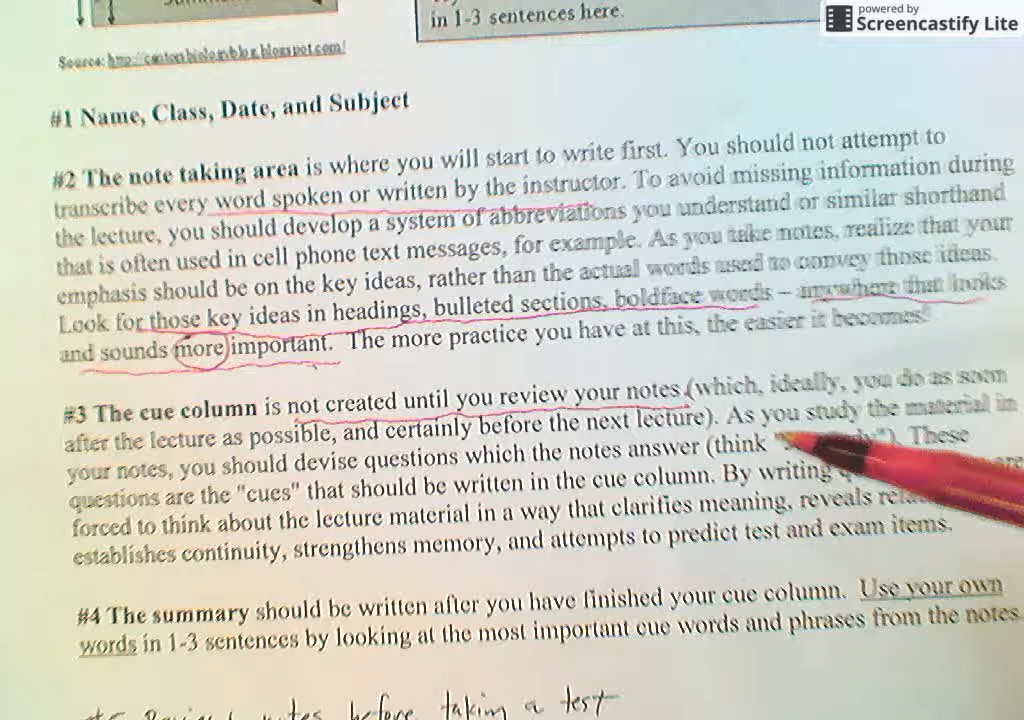 in 1-3 sentences here.
powered by
Screencastify Lite
Source: http://cantonbiologyblog.blogspot.com/
#1 Name, Class, Date, and Subject
#2 The note taking area is where you will start to write first. You should not attempt to
transcribe every word spoken or written by the instructor. To avoid missing information during
the lecture, you should develop a system of abbreviations you understand or similar shorthand
that is often used in cell phone text messages, for example. As you take notes, realize that your
emphasis should be on the key ideas, rather than the actual words used to convey those ideas.
Look for those key ideas in headings, bulleted sections, boldface words – anywhere that looks
and sounds more important. The more practice you have at this, the easier it becomes!
#3 The cue column is not created until you review your notes (which, ideally, you do as soon
after the lecture as possible, and certainly before the next lecture). As you study the material in
your notes, you should devise questions which the notes answer (think These
questions are the "cues" that should be written in the cue column. By writing
forced to think about the lecture material in a way that clarifies meaning, reveals
establishes continuity, strengthens memory, and attempts to predict test and exam items.
#4 The summary should be written after you have finished your cue column. Use your own
words in 1-3 sentences by looking at the most important cue words and phrases from the notes
notes before taking a test